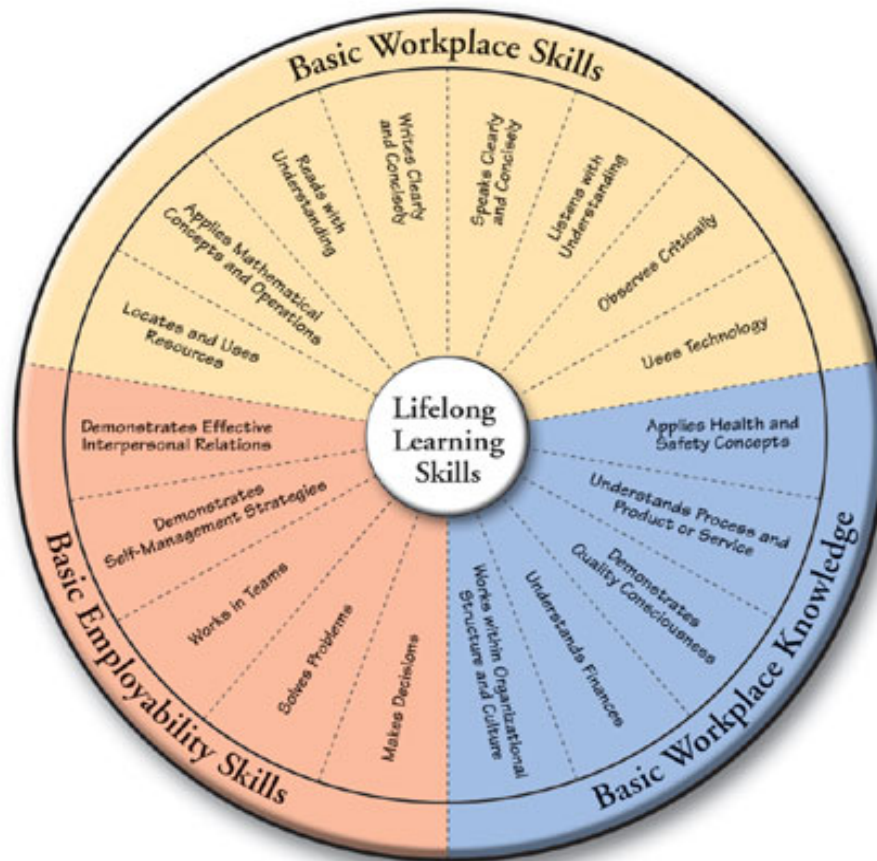 Basic Workplace Skills
Locates and Uses
Resources
Applies Mathematical
Concepts and Operations
Reads with
Understanding
Writes Clearly
and Concisely
Speaks Clearly
and Concisely
Listens with
Understanding
Observes Critically
Uses Technology
Lifelong
Learning
Skills
Applies Health and
Safety Concepts
Understands Process and
Product or Service
Demonstrates
Quality Consciousness
Understands Finances
Works within Organizational
Structure and Culture
Basic Workplace Knowledge
Demonstrates Effective
Interpersonal Relations
Demonstrates
Self-Management Strategies
Works in Teams
Solves Problems
Makes Decisions
Basic Employability Skills